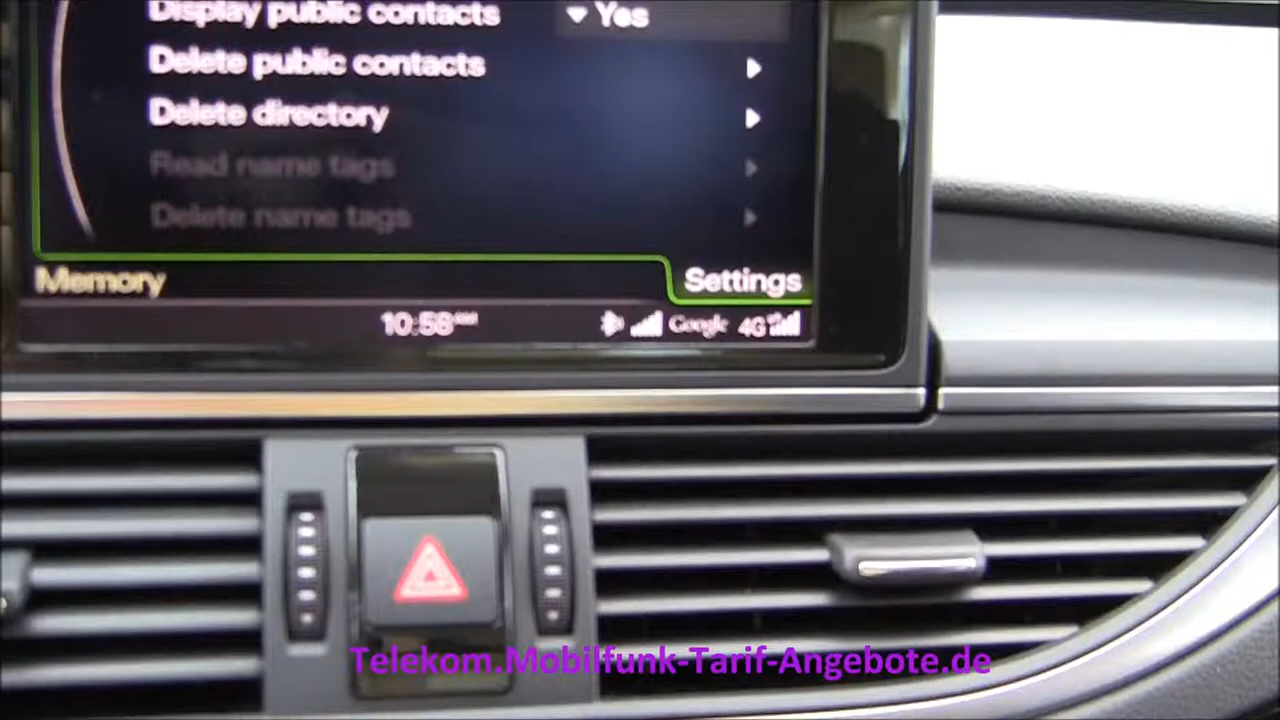 Display public contacts Yes
Delete public contacts
Delete directory
Read name tags
Delete name tags
Memory Settings
10:58 AM Google 4G
Telekom.Mobilfunk-Tarif-Angebote.de